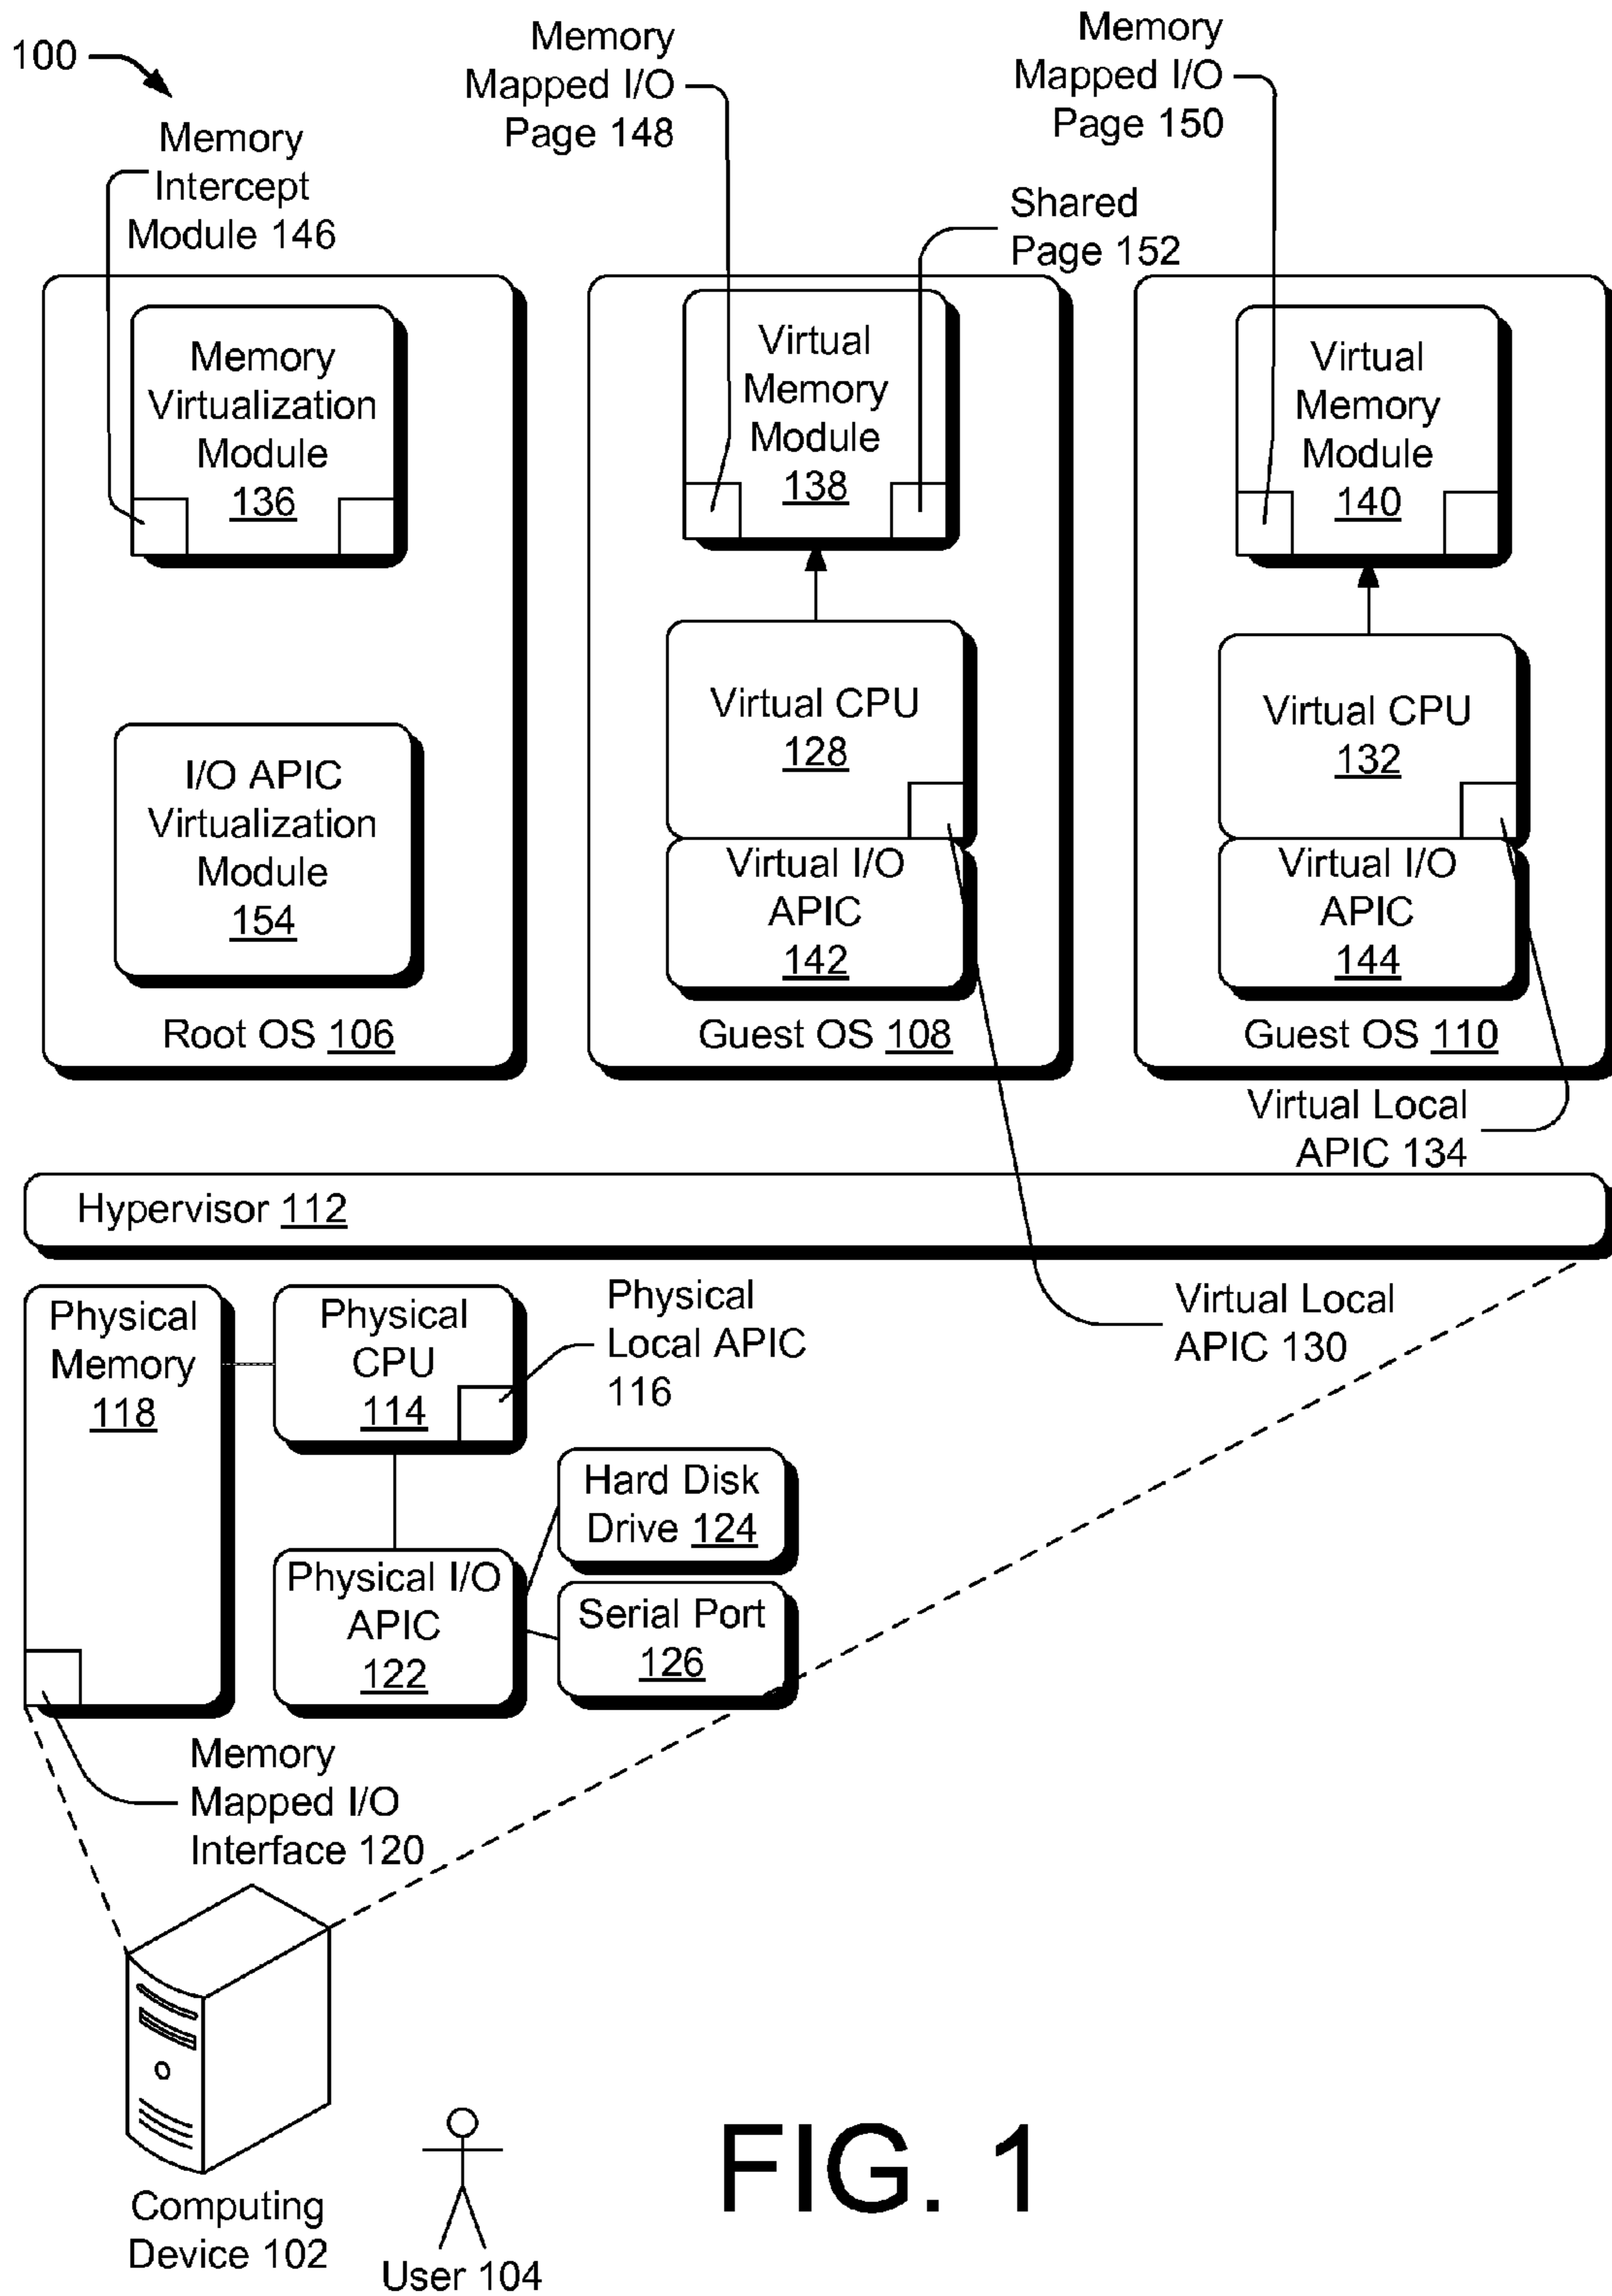 100
Memory
Intercept
Module 146
Memory
Mapped I/O
Page 148
Memory
Mapped I/O
Page 150
Shared
Page 152
Memory
Virtualization
Module
136
I/O APIC
Virtualization
Module
154
Root OS 106
Virtual
Memory
Module
138
Virtual CPU
128
Virtual I/O
APIC
142
Guest OS 108
Virtual
Memory
Module
140
Virtual CPU
132
Virtual I/O
APIC
144
Guest OS 110
Virtual Local
APIC 134
Hypervisor 112
Physical
Memory
118
Physical
CPU
114
Physical
Local APIC
116
Virtual Local
APIC 130
Hard Disk
Drive 124
Physical I/O
APIC
122
Serial Port
126
Memory
Mapped I/O
Interface 120
Computing
Device 102
User 104
FIG. 1